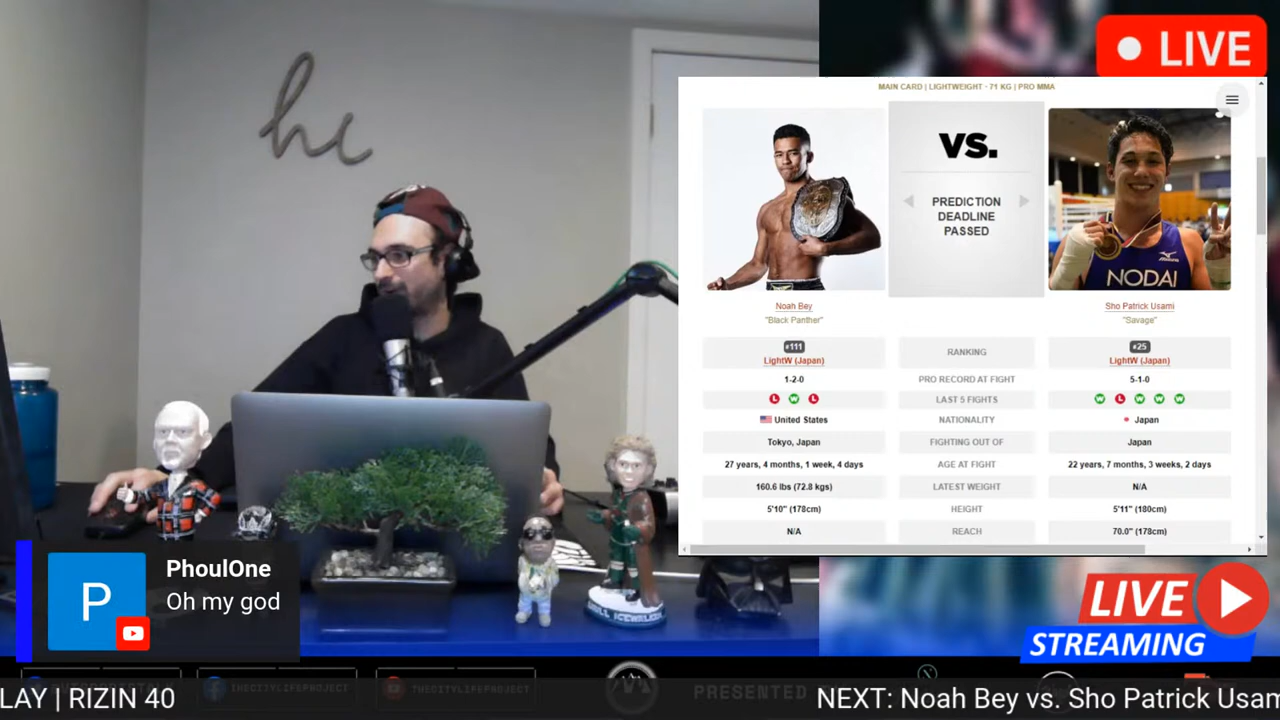 hi
LIVE
MAIN CARD | LIGHTWEIGHT · 71 KG | PRO MMA
VS.
PREDICTION
DEADLINE
PASSED
NODAI
Noah Bey
"Black Panther"
Sho Patrick Usami
"Savage"
#111
LightW (Japan)
RANKING
#25
LightW (Japan)
1-2-0
PRO RECORD AT FIGHT
5-1-0
L W L
LAST 5 FIGHTS
W L W W W
United States
NATIONALITY
Japan
Tokyo, Japan
FIGHTING OUT OF
Japan
27 years, 4 months, 1 week, 4 days
AGE AT FIGHT
22 years, 7 months, 3 weeks, 2 days
160.6 lbs (72.8 kgs)
LATEST WEIGHT
N/A
5'10" (178cm)
HEIGHT
5'11" (180cm)
N/A
REACH
70.0" (178cm)
P
PhoulOne
Oh my god
LIVE
STREAMING
THECITYLIFEPROJECT
THECITYLIFEPROJECT
PRESENTED
LAY | RIZIN 40
NEXT: Noah Bey vs. Sho Patrick Usam